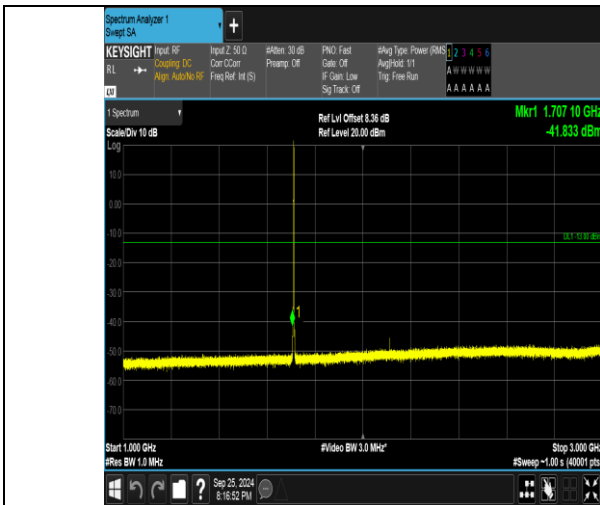 Spectrum Analyzer 1
Swept SA
+
KEYSIGHT Input: RF Input Z: 50 Ω #Atten: 30 dB PNO: Fast #Avg Type: Power (RMS 1 2 3 4 5 6
RL Coupling: DC Corr CCorr Preamp: Off Gate: Off Avg|Hold: 1/1 A W W W W W
Align: Auto/No RF Freq Ref: Int (S) IF Gain: Low Trig: Free Run
LXI Sig Track: Off A A A A A A
1 Spectrum Ref Lvl Offset 8.36 dB Mkr1 1.707 10 GHz
Scale/Div 10 dB Ref Level 20.00 dBm -41.833 dBm
Log
10.0
0.00
-10.0
DL1 -13.00 dBm
-20.0
-30.0
1
-40.0
-50.0
-60.0
-70.0
Start 1.000 GHz #Video BW 3.0 MHz* Stop 3.000 GHz
#Res BW 1.0 MHz #Sweep ~1.00 s (40001 pts
? Sep 25, 2024
8:16:52 PM